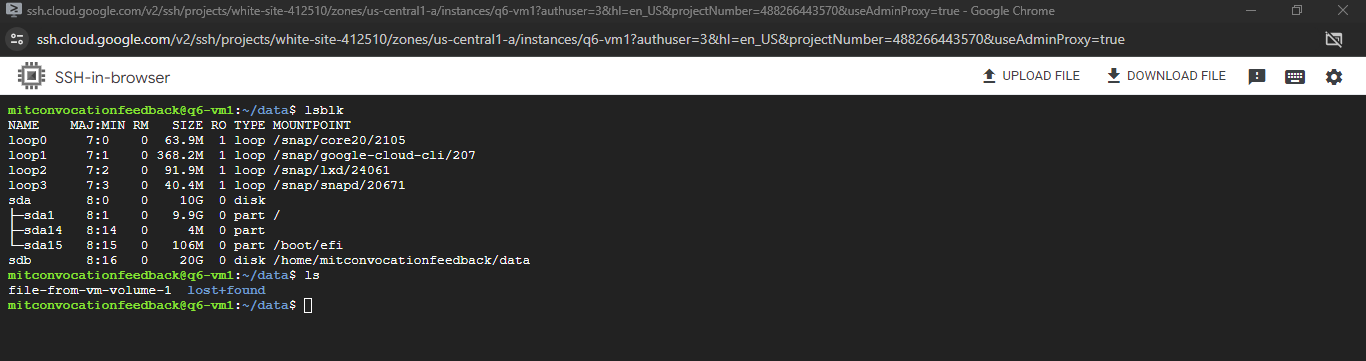 ssh.cloud.google.com/v2/ssh/projects/white-site-412510/zones/us-central1-a/instances/q6-vm1?authuser=3&hl=en_US&projectNumber=488266443570&useAdminProxy=true - Google Chrome
ssh.cloud.google.com/v2/ssh/projects/white-site-412510/zones/us-central1-a/instances/q6-vm1?authuser=3&hl=en_US&projectNumber=488266443570&useAdminProxy=true
SSH-in-browser UPLOAD FILE DOWNLOAD FILE
mitconvocationfeedback@q6-vm1:~/data$ lsblk
NAME    MAJ:MIN RM   SIZE RO TYPE MOUNTPOINT
loop0     7:0    0  63.9M  1 loop /snap/core20/2105
loop1     7:1    0 368.2M  1 loop /snap/google-cloud-cli/207
loop2     7:2    0  91.9M  1 loop /snap/lxd/24061
loop3     7:3    0  40.4M  1 loop /snap/snapd/20671
sda       8:0    0    10G  0 disk
├─sda1    8:1    0   9.9G  0 part /
├─sda14   8:14   0     4M  0 part
└─sda15   8:15   0   106M  0 part /boot/efi
sdb       8:16   0    20G  0 disk /home/mitconvocationfeedback/data
mitconvocationfeedback@q6-vm1:~/data$ ls
file-from-vm-volume-1  lost+found
mitconvocationfeedback@q6-vm1:~/data$